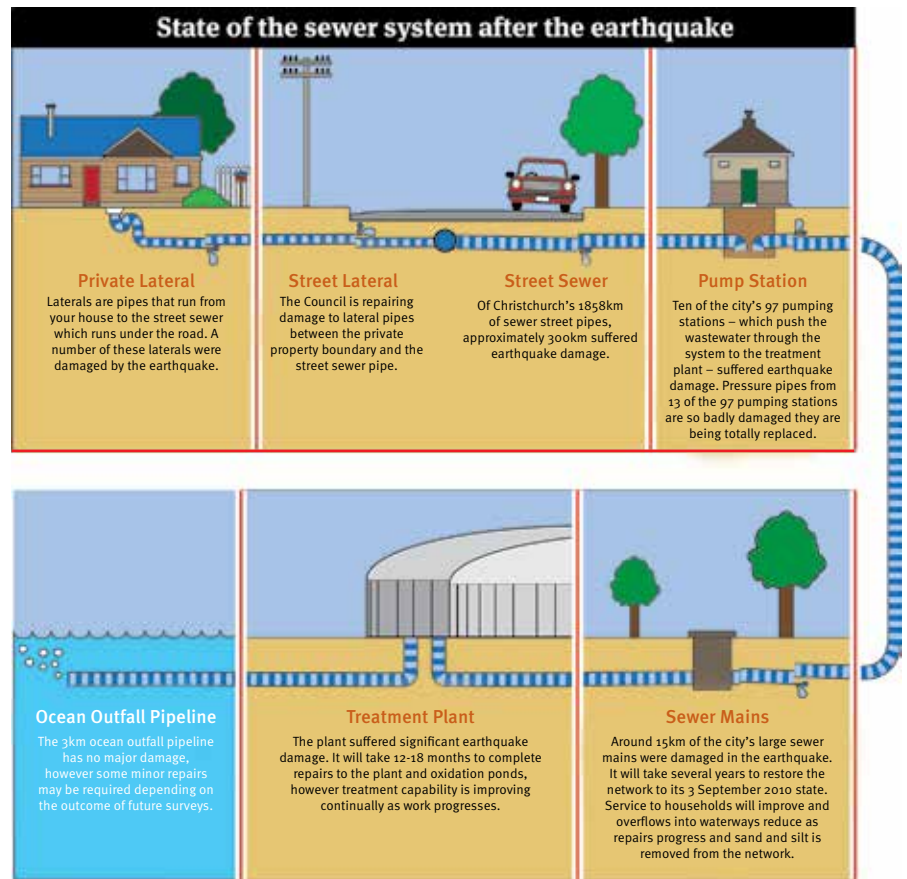 State of the sewer system after the earthquake
Private Lateral
Laterals are pipes that run from
your house to the street sewer
which runs under the road. A
number of these laterals were
damaged by the earthquake.
Street Lateral
The Council is repairing
damage to lateral pipes
between the private
property boundary and the
street sewer pipe.
Street Sewer
Of Christchurch's 1858km
of sewer street pipes,
approximately 300km suffered
earthquake damage.
Pump Station
Ten of the city's 97 pumping
stations – which push the
wastewater through the
system to the treatment
plant – suffered earthquake
damage. Pressure pipes from
13 of the 97 pumping stations
are so badly damaged they are
being totally replaced.
Ocean Outfall Pipeline
The 3km ocean outfall pipeline
has no major damage,
however some minor repairs
may be required depending on
the outcome of future surveys.
Treatment Plant
The plant suffered significant earthquake
damage. It will take 12-18 months to complete
repairs to the plant and oxidation ponds,
however treatment capability is improving
continually as work progresses.
Sewer Mains
Around 15km of the city's large sewer
mains were damaged in the earthquake.
It will take several years to restore the
network to its 3 September 2010 state.
Service to households will improve and
overflows into waterways reduce as
repairs progress and sand and silt is
removed from the network.